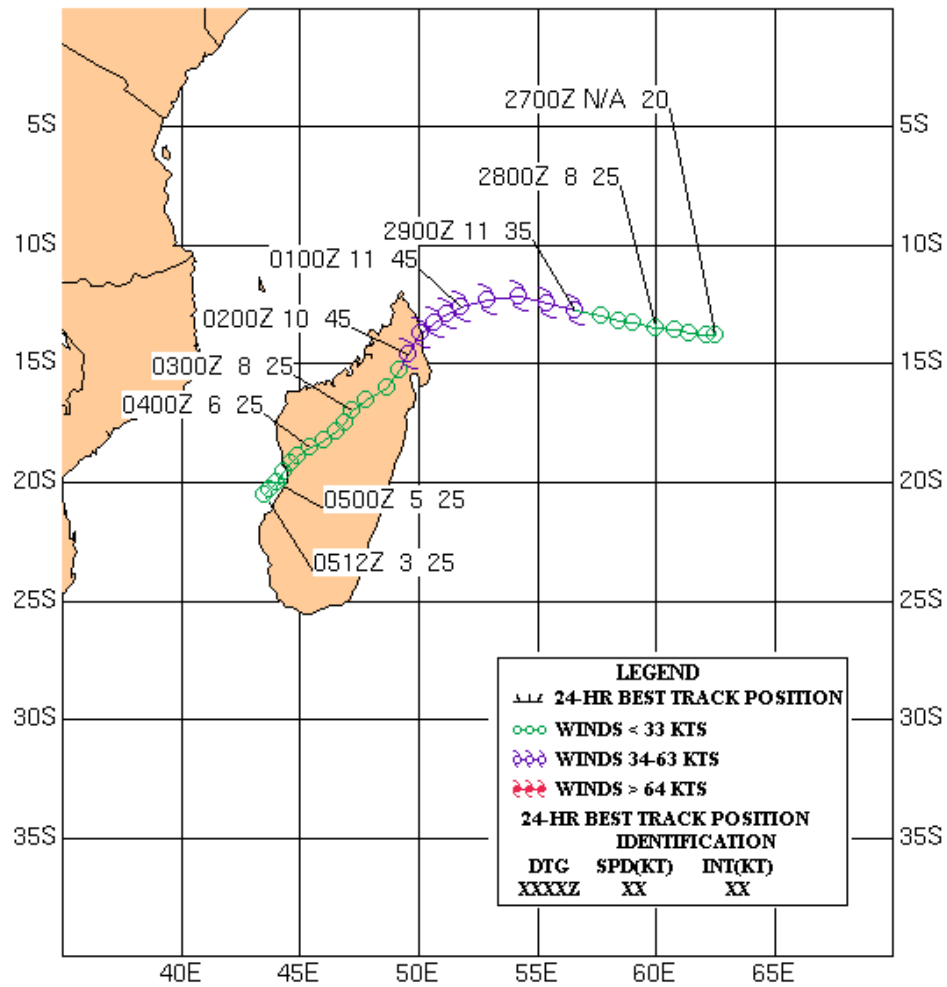 2700Z N/A 20
5S 5S
2800Z 8 25
2900Z 11 35
10S 10S
0100Z 11 45
0200Z 10 45
15S 15S
0300Z 8 25
0400Z 6 25
20S 20S
0500Z 5 25
0512Z 3 25
25S 25S
LEGEND
24-HR BEST TRACK POSITION
30S 30S
WINDS < 33 KTS
WINDS 34-63 KTS
WINDS > 64 KTS
24-HR BEST TRACK POSITION
35S 35S
IDENTIFICATION
DTG SPD(KT) INT(KT)
XXXXZ XX XX
40E 45E 50E 55E 60E 65E